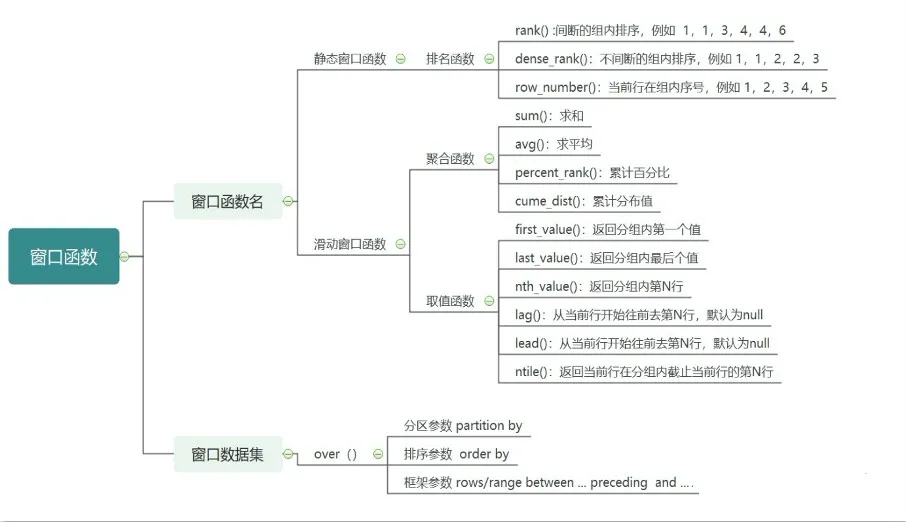 窗口函数
窗口函数名
静态窗口函数
排名函数
rank() :间断的组内排序，例如 1，1，3，4，4，6
dense_rank()：不间断的组内排序，例如 1，1，2，2，3
row_number()：当前行在组内序号，例如 1，2，3，4，5
滑动窗口函数
聚合函数
sum()：求和
avg()：求平均
percent_rank()：累计百分比
cume_dist()：累计分布值
取值函数
first_value()：返回分组内第一个值
last_value()：返回分组内最后个值
nth_value()：返回分组内第N行
lag()：从当前行开始往前去第N行，默认为null
lead()：从当前行开始往前去第N行，默认为null
ntile()：返回当前行在分组内截止当前行的第N行
窗口数据集
over（）
分区参数 partition by
排序参数 order by
框架参数 rows/range between ... preceding and ... .